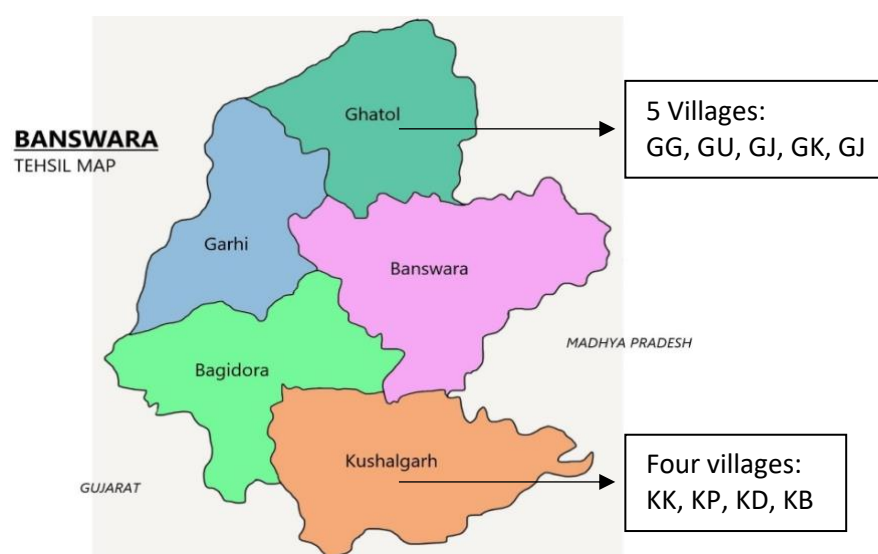 BANSWARA
TEHSIL MAP
Ghatol
5 Villages:
GG, GU, GJ, GK, GJ
Garhi
Banswara
MADHYA PRADESH
Bagidora
Kushalgarh
Four villages:
KK, KP, KD, KB
GUJARAT